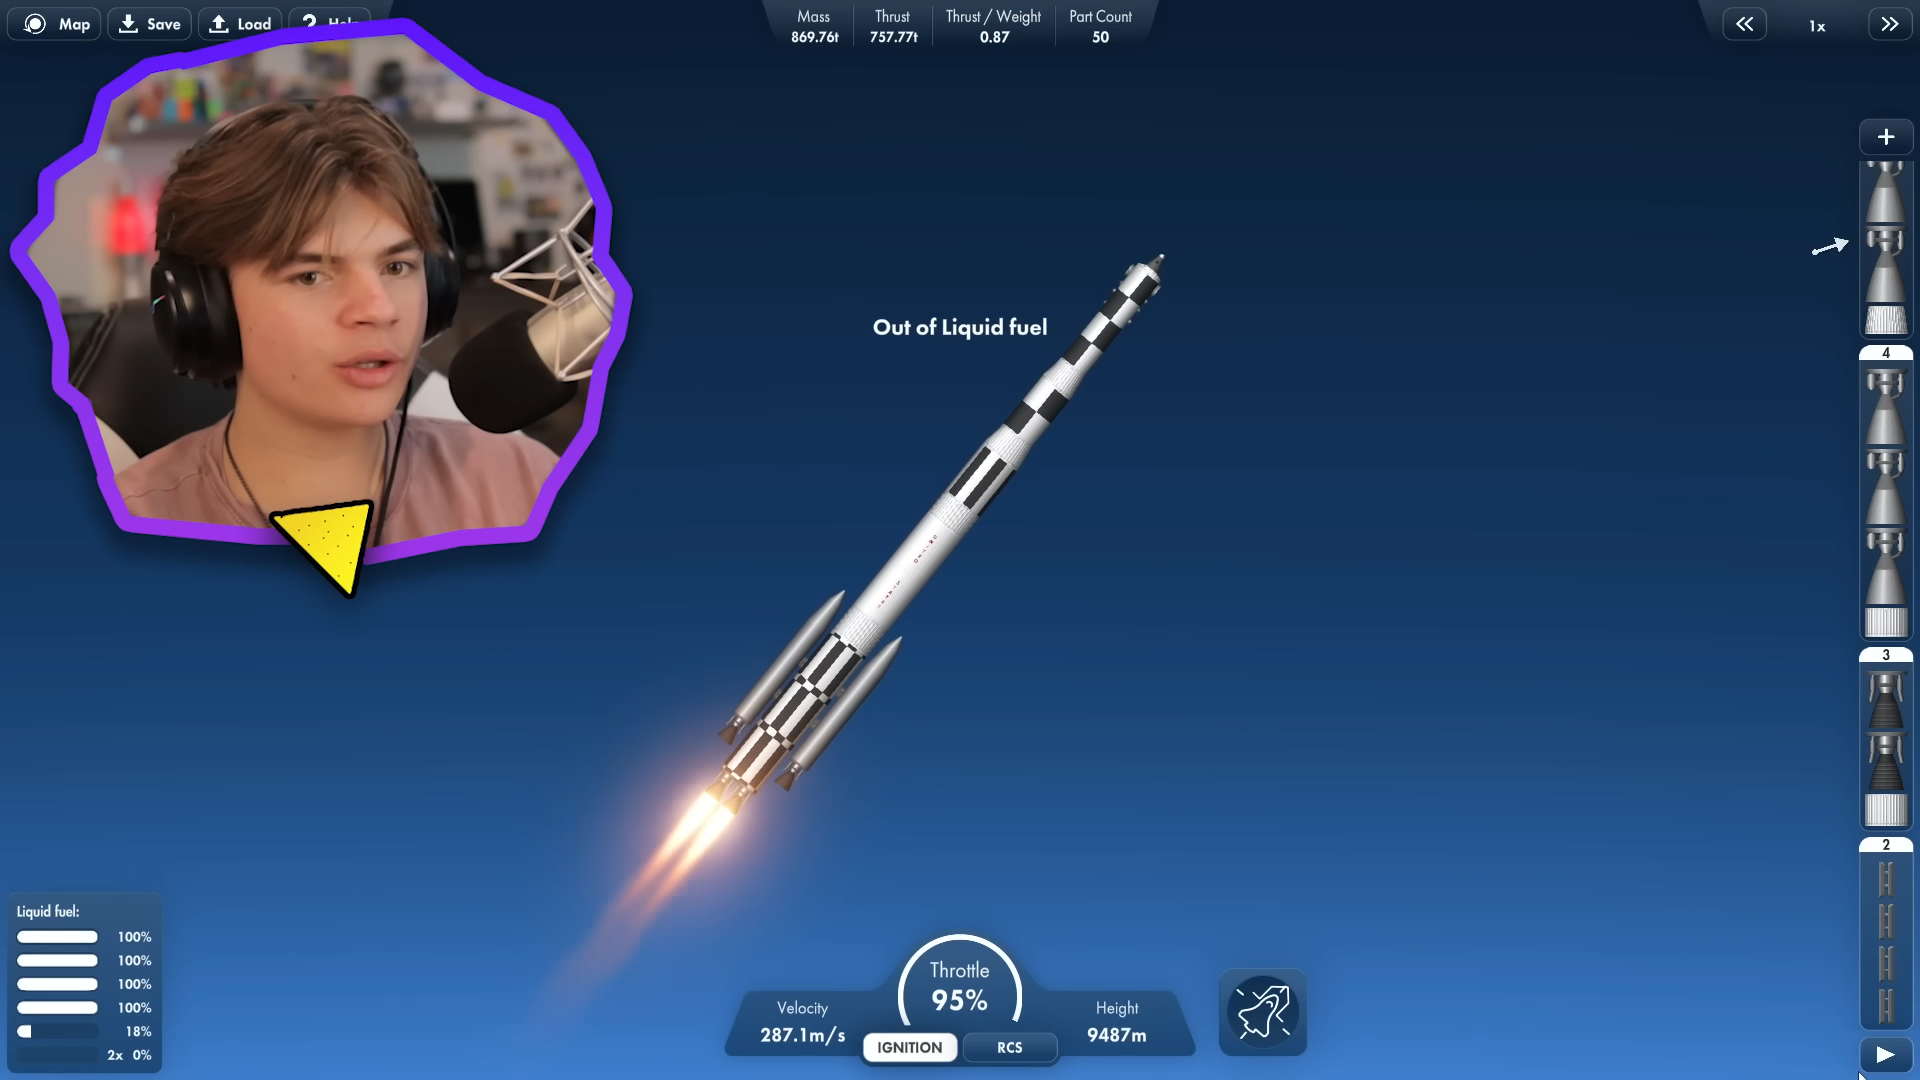 Map
Save
Load
Help
Mass
869.76t
Thrust
757.77t
Thrust / Weight
0.87
Part Count
50
1x
Out of Liquid fuel
4
3
2
Liquid fuel:
100%
100%
100%
100%
18%
2x 0%
Throttle
95%
Velocity
287.1m/s
Height
9487m
IGNITION
RCS